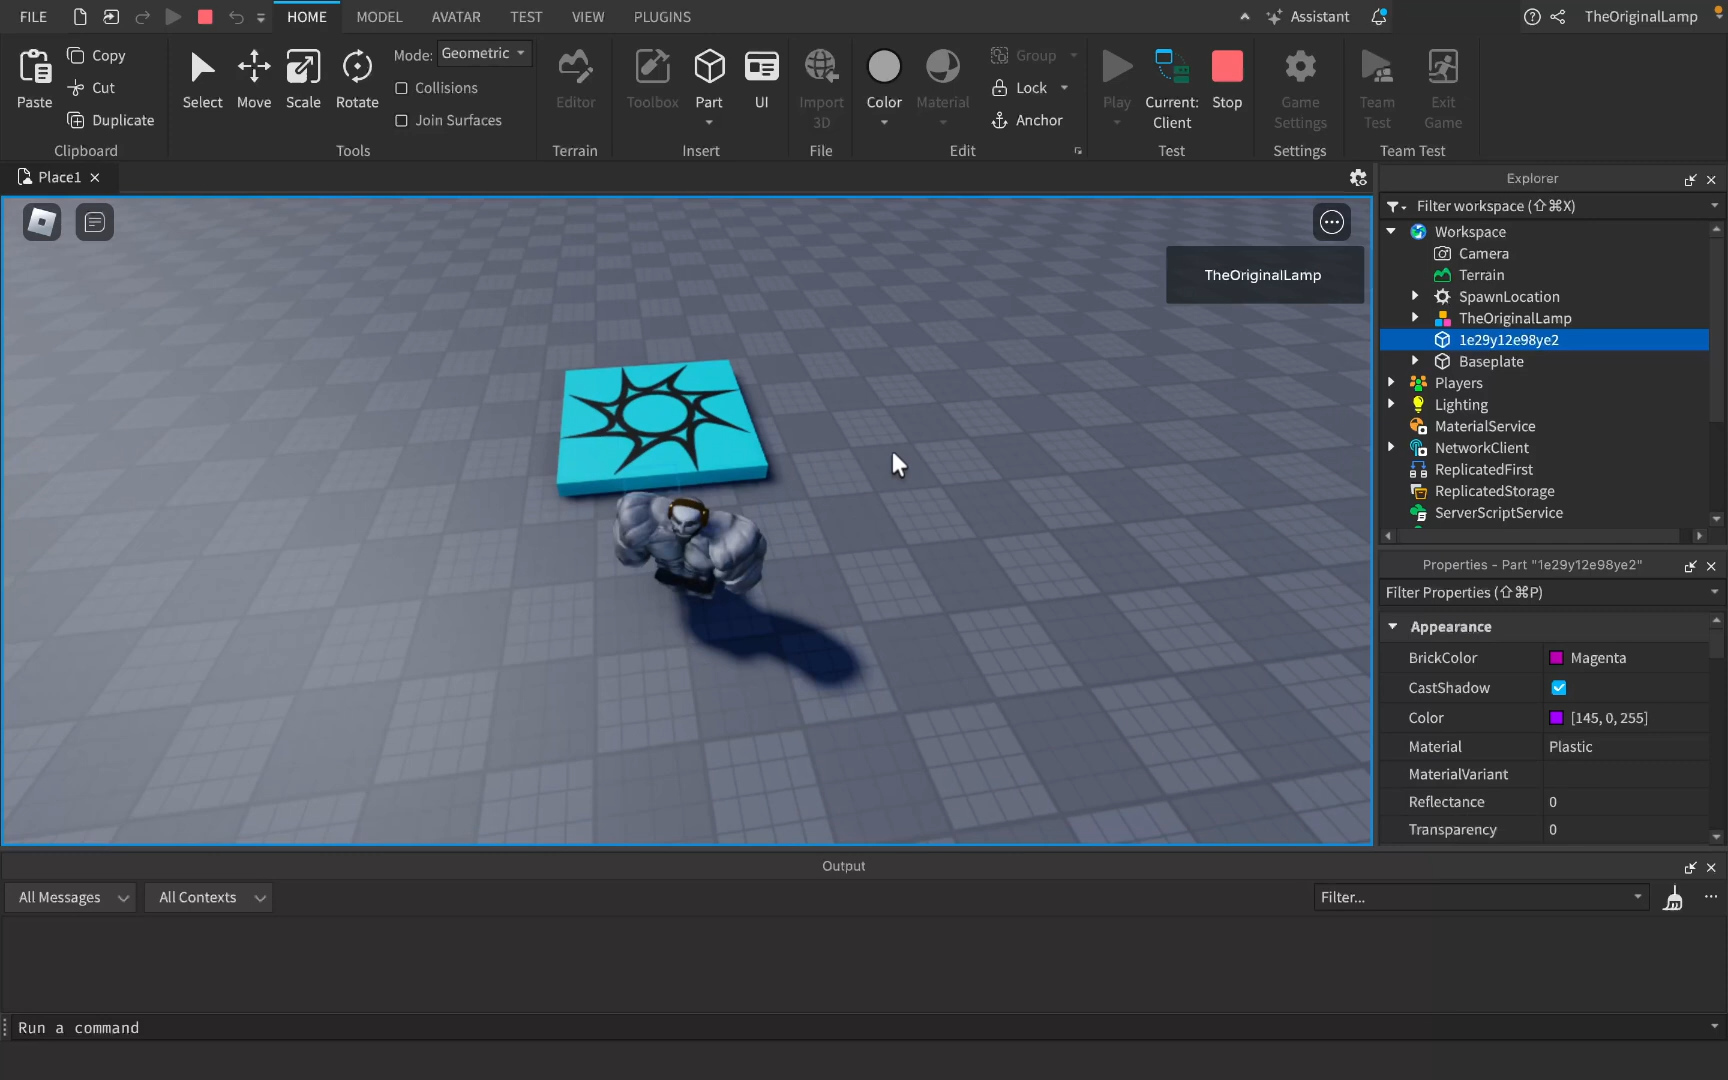 FILE
HOME
MODEL
AVATAR
TEST
VIEW
PLUGINS
Assistant
TheOriginalLamp
Paste
Copy
Cut
Duplicate
Clipboard
Select
Move
Scale
Rotate
Mode:
Geometric
Collisions
Join Surfaces
Tools
Editor
Terrain
Toolbox
Part
UI
Insert
Import
3D
File
Color
Material
Group
Lock
Anchor
Edit
Play
Current:
Client
Stop
Test
Game
Settings
Settings
Team
Test
Exit
Game
Team Test
Place1
TheOriginalLamp
Explorer
Filter workspace (⇧⌘X)
Workspace
Camera
Terrain
SpawnLocation
TheOriginalLamp
1e29y12e98ye2
Baseplate
Players
Lighting
MaterialService
NetworkClient
ReplicatedFirst
ReplicatedStorage
ServerScriptService
Properties - Part "1e29y12e98ye2"
Filter Properties (⇧⌘P)
Appearance
BrickColor Magenta
CastShadow
Color [145, 0, 255]
Material Plastic
MaterialVariant
Reflectance 0
Transparency 0
Output
All Messages
All Contexts
Filter...
Run a command